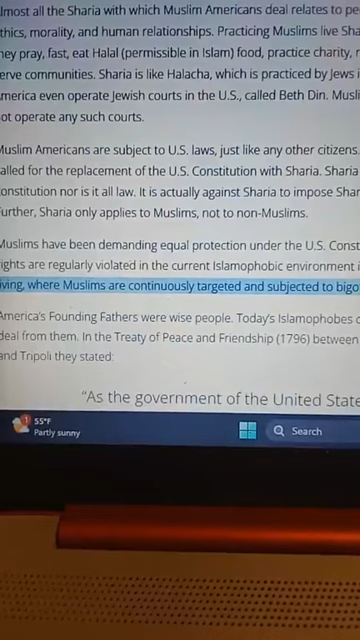 lmost all the Sharia with which Muslim Americans deal relates to pe
thics, morality, and human relationships. Practicing Muslims live Sha
hey pray, fast, eat Halal (permissible in Islam) food, practice charity, r
erve communities. Sharia is like Halacha, which is practiced by Jews i
merica even operate Jewish courts in the U.S., called Beth Din. Musli
ot operate any such courts.
Muslim Americans are subject to U.S. laws, just like any other citizens.
alled for the replacement of the U.S. Constitution with Sharia. Sharia
onstitution nor is it all law. It is actually against Sharia to impose Shar
urther, Sharia only applies to Muslims, not to non-Muslims.
Muslims have been demanding equal protection under the U.S. Const
ights are regularly violated in the current Islamophobic environment i
iving, where Muslims are continuously targeted and subjected to bigo
America's Founding Fathers were wise people. Today's Islamophobes c
deal from them. In the Treaty of Peace and Friendship (1796) between
and Tripoli they stated:
"As the government of the United State
1
55°F
Partly sunny
Search